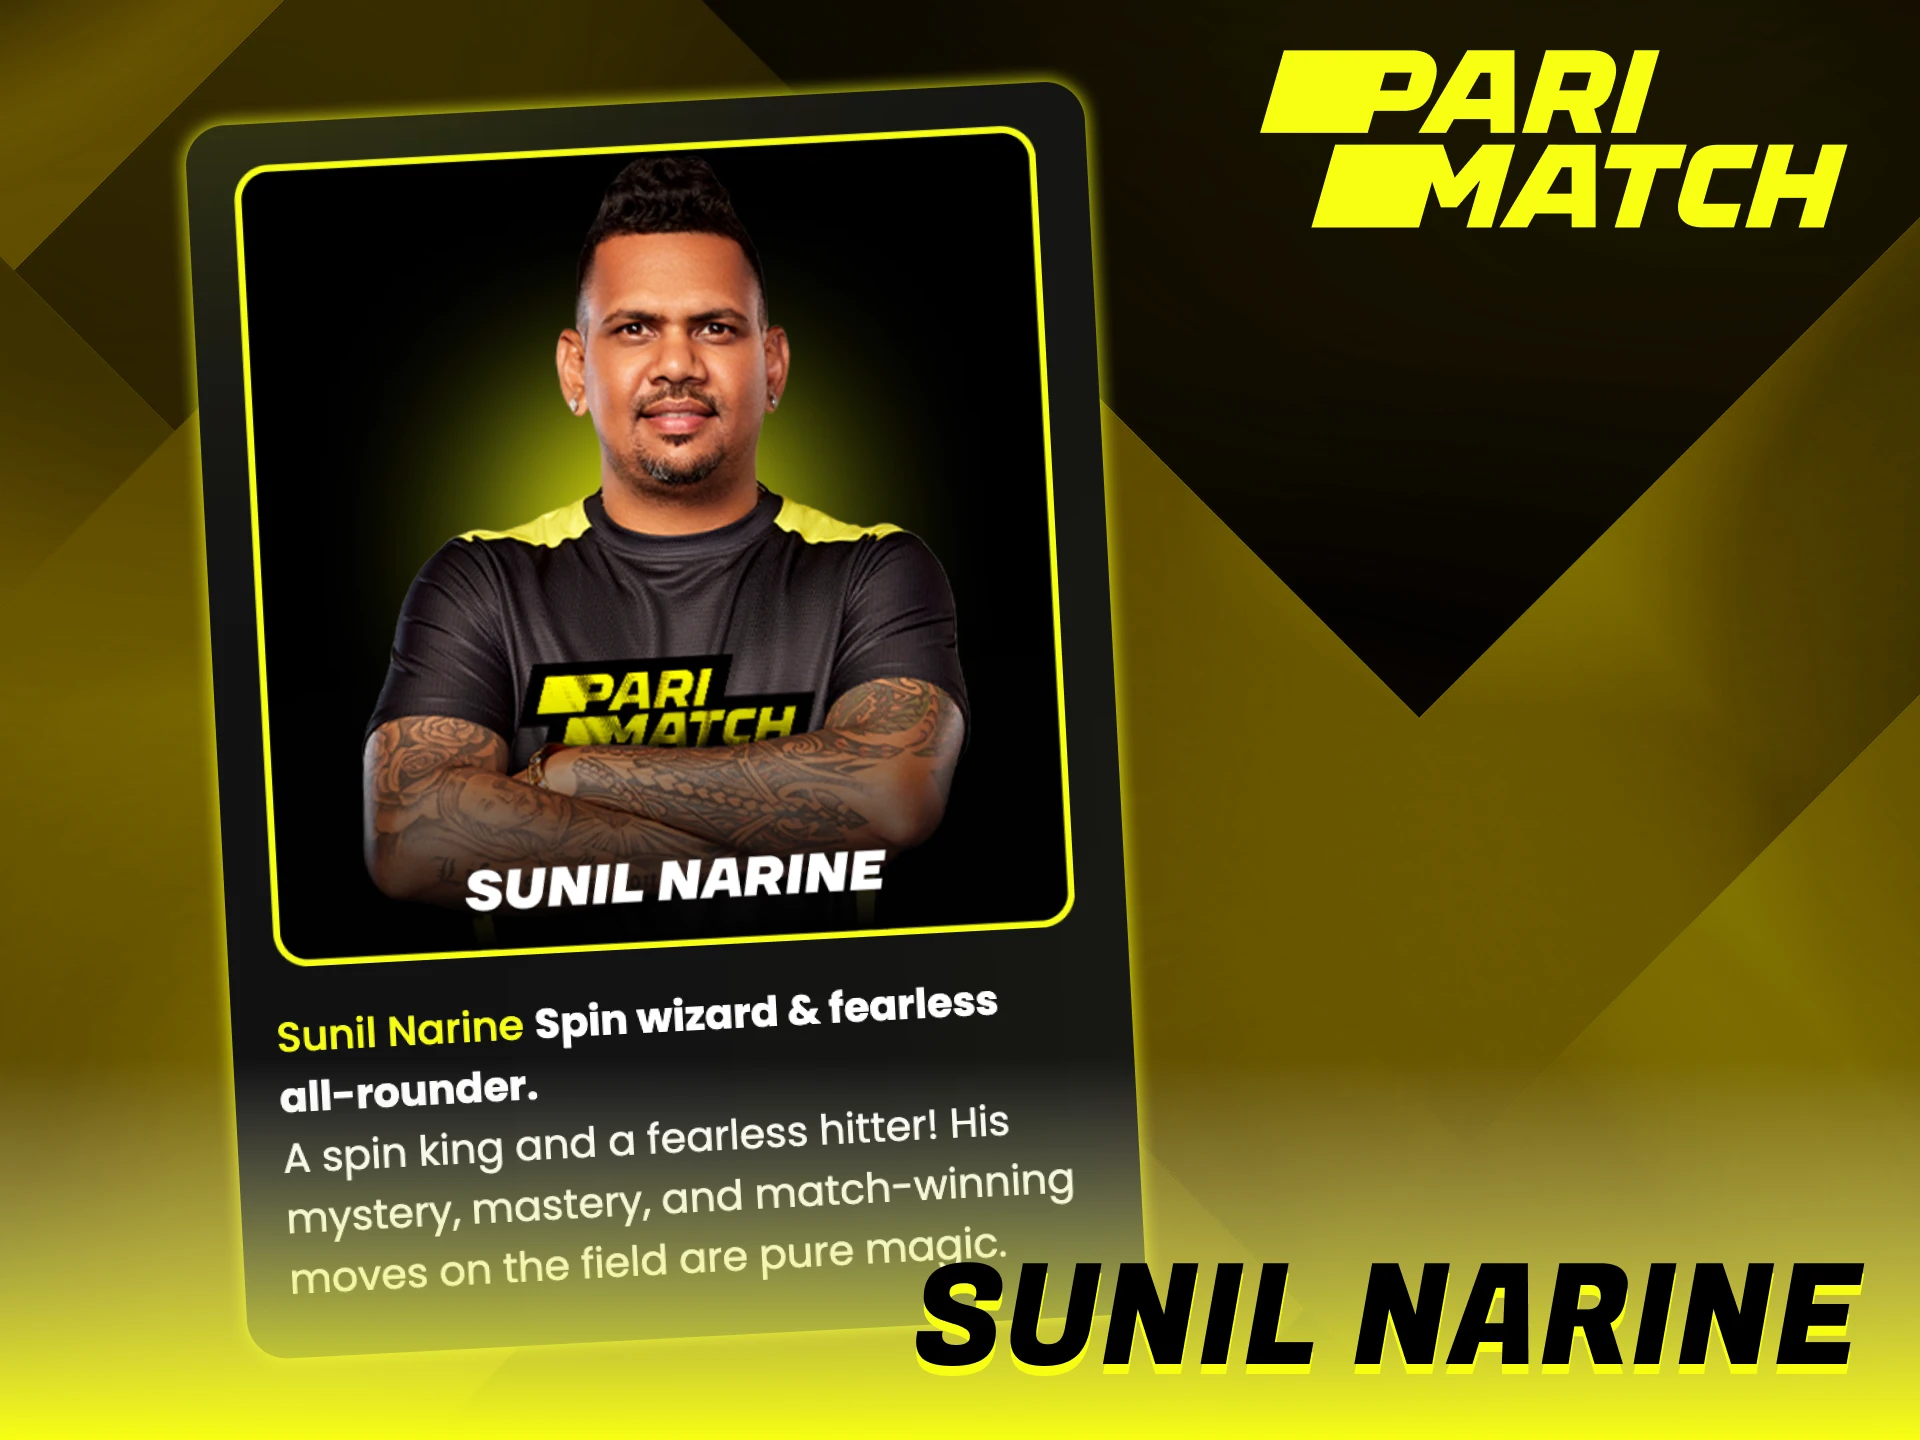 PARI
MATCH
PARI
MATCH
SUNIL NARINE
Sunil Narine Spin wizard & fearless
all-rounder.
A spin king and a fearless hitter! His
mystery, mastery, and match-winning
moves on the field are pure magic.
SUNIL NARINE